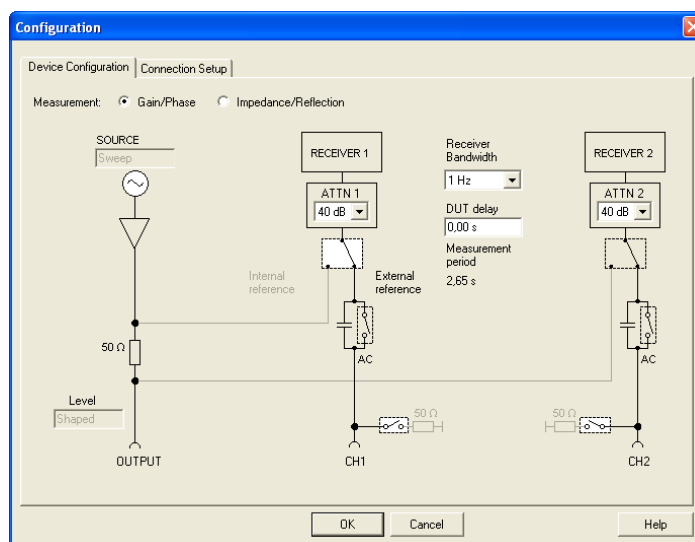 Configuration
Device Configuration
Connection Setup
Measurement:
Gain/Phase
Impedance/Reflection
SOURCE
Sweep
RECEIVER 1
Receiver
Bandwidth
RECEIVER 2
1 Hz
ATTN 1
40 dB
ATTN 2
40 dB
DUT delay
0,00 s
Measurement
period
2,65 s
Internal
reference
External
reference
50 Ω
AC
AC
Level
Shaped
50 Ω
50 Ω
OUTPUT
CH1
CH2
OK
Cancel
Help